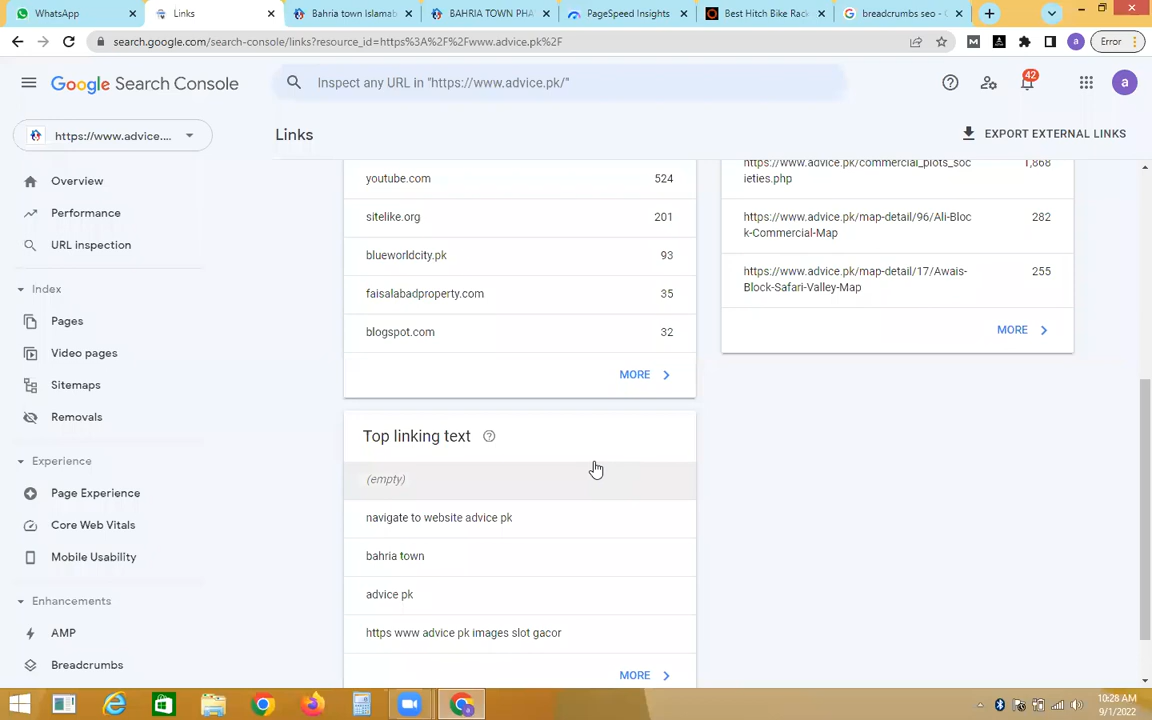 WhatsApp
Links
Bahria town Islamab
BAHRIA TOWN PHA
PageSpeed Insights
Best Hitch Bike Rac
breadcrumbs seo -
search.google.com/search-console/links?resource_id=https%3A%2F%2Fwww.advice.pk%2F
Error
Google Search Console
Inspect any URL in "https://www.advice.pk/"
42
a
https://www.advice....
Links
EXPORT EXTERNAL LINKS
Overview
Performance
URL inspection
Index
Pages
Video pages
Sitemaps
Removals
Experience
Page Experience
Core Web Vitals
Mobile Usability
Enhancements
AMP
Breadcrumbs
youtube.com 524
sitelike.org 201
blueworldcity.pk 93
faisalabadproperty.com 35
blogspot.com 32
MORE
https://www.advice.pk/commercial_plots_soc 1,868
ieties.php
https://www.advice.pk/map-detail/96/Ali-Bloc 282
k-Commercial-Map
https://www.advice.pk/map-detail/17/Awais- 255
Block-Safari-Valley-Map
MORE
Top linking text
(empty)
navigate to website advice pk
bahria town
advice pk
https www advice pk images slot gacor
MORE
10:28 AM
9/1/2022